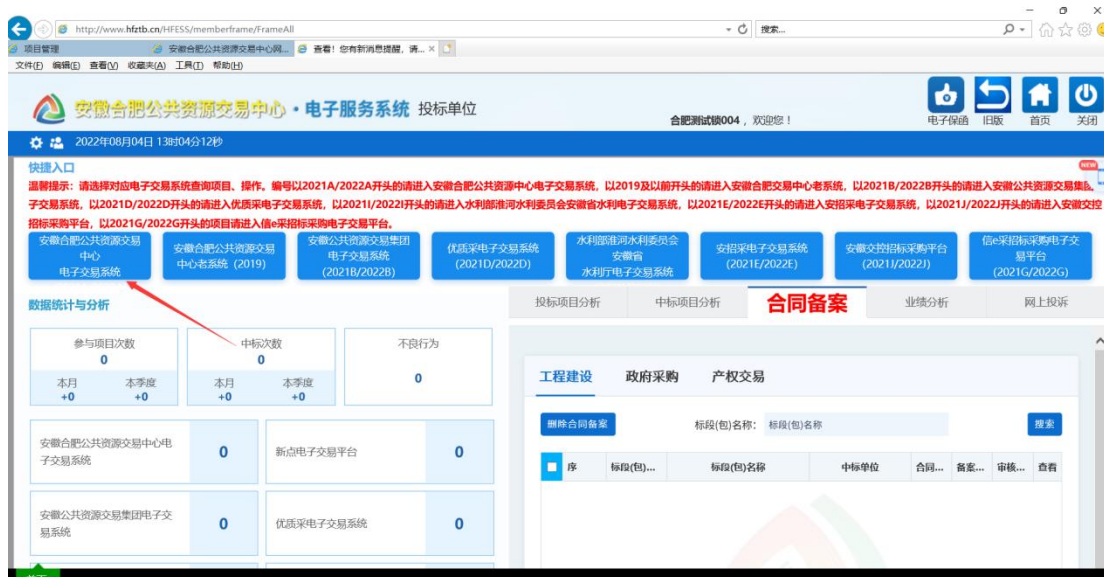 http://www.hfztb.cn/HFESS/memberframe/FrameAll
搜索...
项目管理
安徽合肥公共资源交易中心网...
查看！您有新消息提醒，请...
文件(F) 编辑(E) 查看(V) 收藏夹(A) 工具(T) 帮助(H)
安徽合肥公共资源交易中心·电子服务系统 投标单位
合肥测试锁004，欢迎您！
电子保函 旧版 首页 关闭
2022年08月04日 13时04分12秒
快捷入口
NEW
温馨提示：请选择对应电子交易系统查询项目、操作。编号以2021A/2022A开头的请进入安徽合肥公共资源中心电子交易系统，以2019及以前开头的请进入安徽合肥交易中心老系统，以2021B/2022B开头的请进入安徽公共资源交易集团
子交易系统，以2021D/2022D开头的请进入优质采电子交易系统，以2021I/2022I开头的请进入水利部淮河水利委员会安徽省水利电子交易系统，以2021E/2022E开头的请进入安招采电子交易系统，以2021J/2022J开头的请进入安徽交控
招标采购平台，以2021G/2022G开头的项目请进入信e采招标采购电子交易平台。
安徽合肥公共资源交易
中心
电子交易系统
安徽合肥公共资源交易
中心老系统（2019）
安徽公共资源交易集团
电子交易系统
（2021B/2022B）
优质采电子交易系统
（2021D/2022D）
水利部淮河水利委员会
安徽省
水利厅电子交易系统
安招采电子交易系统
（2021E/2022E）
安徽交控招标采购平台
（2021J/2022J）
信e采招标采购电子交
易平台
（2021G/2022G）
数据统计与分析
投标项目分析 中标项目分析 合同备案 业绩分析 网上投诉
参与项目次数
0
本月 本季度
+0 +0
中标次数
0
本月 本季度
+0 +0
不良行为
0
工程建设 政府采购 产权交易
删除合同备案 标段(包)名称： 标段(包)名称 搜索
序 标段(包)... 标段(包)名称 中标单位 合同... 备案... 审核... 查看
安徽合肥公共资源交易中心电
子交易系统
0
新点电子交易平台
0
安徽公共资源交易集团电子交
易系统
0
优质采电子交易系统
0